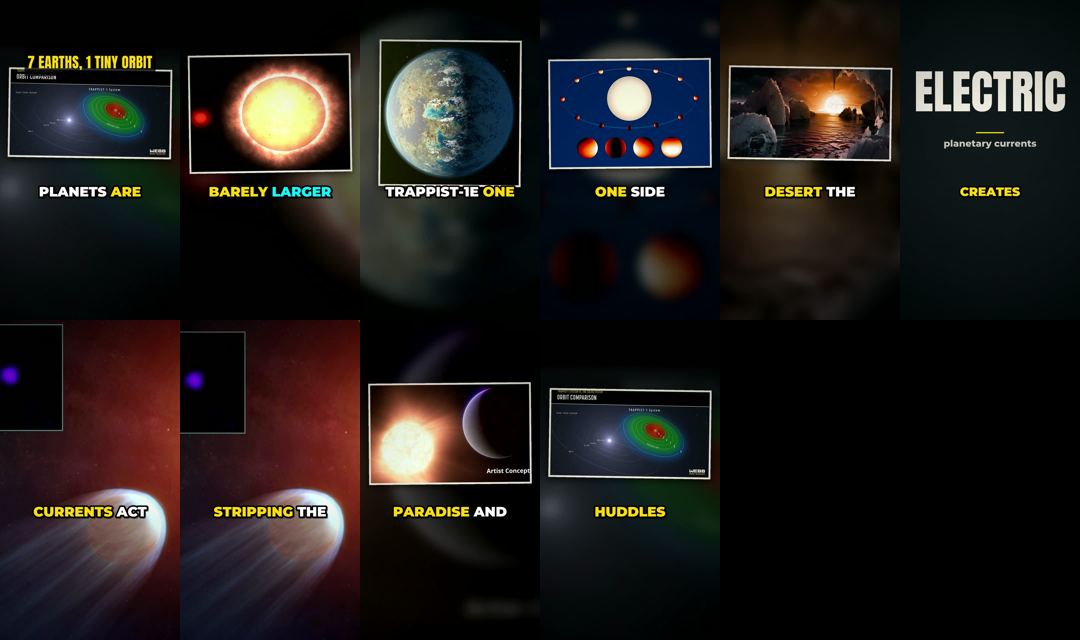 7 EARTHS, 1 TINY ORBIT
ORBIT COMPARISON
TRAPPIST-1 System
WEBB
PLANETS ARE
BARELY LARGER
TRAPPIST-1E ONE
ONE SIDE
DESERT THE
ELECTRIC
planetary currents
CREATES
CURRENTS ACT
STRIPPING THE
Artist Concept
PARADISE AND
ORBIT COMPARISON
TRAPPIST-1 System
WEBB
HUDDLES